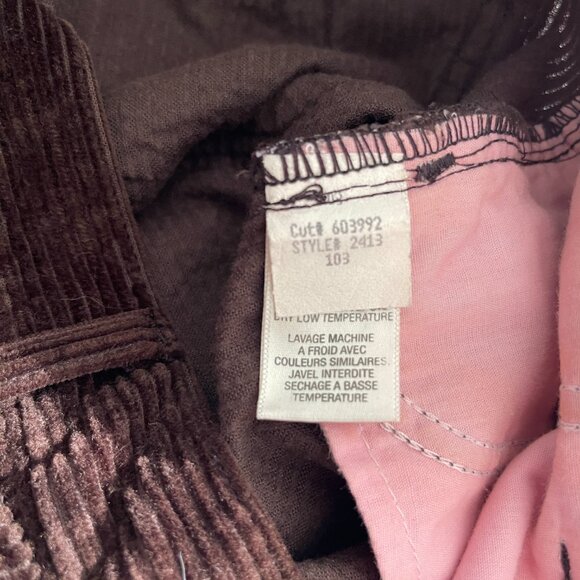 Cut# 603992
STYLE# 2413
103
DRY LOW TEMPERATURE
LAVAGE MACHINE
A FROID AVEC
COULEURS SIMILAIRES.
JAVEL INTERDITE
SECHAGE A BASSE
TEMPERATURE